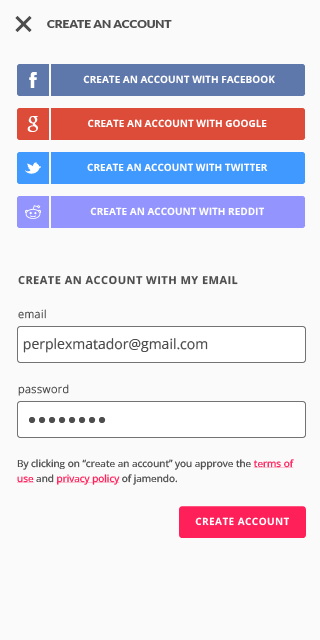 CREATE AN ACCOUNT
f CREATE AN ACCOUNT WITH FACEBOOK
g CREATE AN ACCOUNT WITH GOOGLE
CREATE AN ACCOUNT WITH TWITTER
CREATE AN ACCOUNT WITH REDDIT
CREATE AN ACCOUNT WITH MY EMAIL
email
perplexmatador@gmail.com
password
By clicking on “create an account” you approve the terms of
use and privacy policy of jamendo.
CREATE ACCOUNT